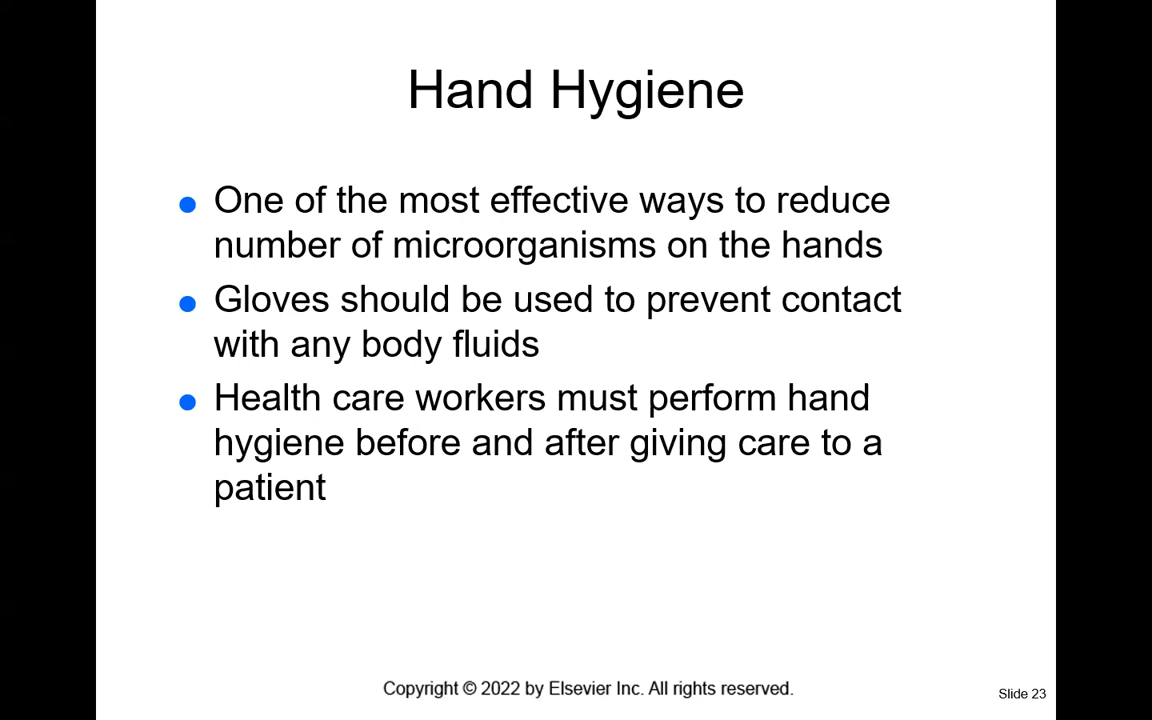 Hand Hygiene
One of the most effective ways to reduce
number of microorganisms on the hands
Gloves should be used to prevent contact
with any body fluids
Health care workers must perform hand
hygiene before and after giving care to a
patient
Copyright © 2022 by Elsevier Inc. All rights reserved.
Slide 23